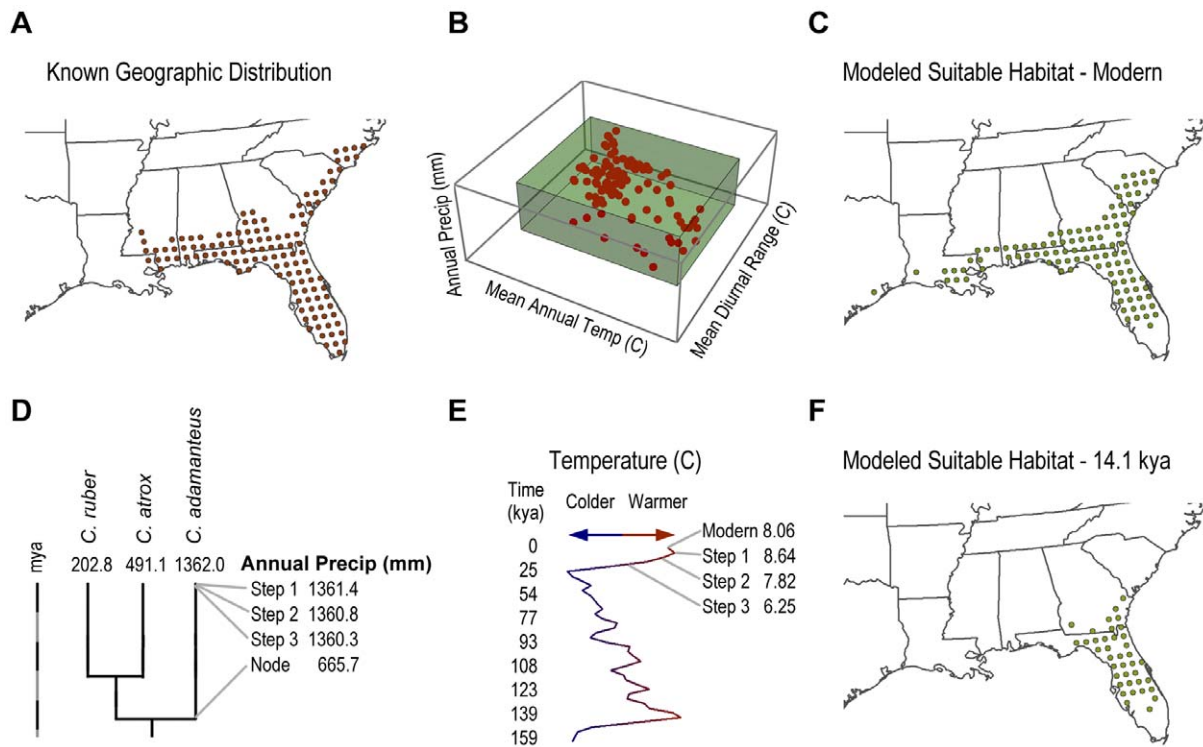 A
Known Geographic Distribution
B
Annual Precip (mm)
Mean Annual Temp (C)
Mean Diurnal Range (C)
C
Modeled Suitable Habitat - Modern
D
mya
C. ruber
C. atrox
C. adamanteus
202.8 491.1 1362.0 Annual Precip (mm)
Step 1 1361.4
Step 2 1360.8
Step 3 1360.3
Node 665.7
E
Temperature (C)
Time
(kya)
Colder Warmer
0
25
54
77
93
108
123
139
159
Modern 8.06
Step 1 8.64
Step 2 7.82
Step 3 6.25
F
Modeled Suitable Habitat - 14.1 kya